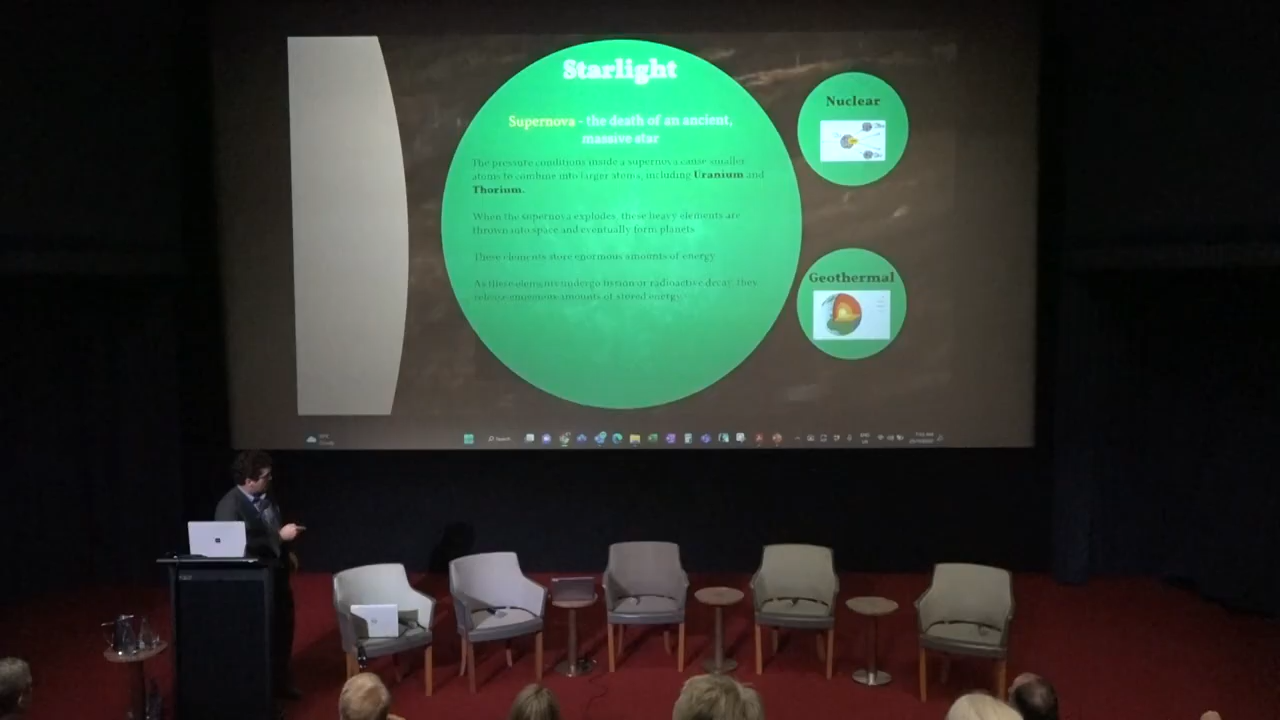 Starlight
Supernova - the death of an ancient,
massive star
The pressure conditions inside a supernova cause smaller
atoms to combine into larger atoms, including Uranium and
Thorium.
When the supernova explodes, these heavy elements are
thrown into space and eventually form planets
These elements store enormous amounts of energy
As these elements undergo fission or radioactive decay, they
release enormous amounts of stored energy
Nuclear
Geothermal
Search